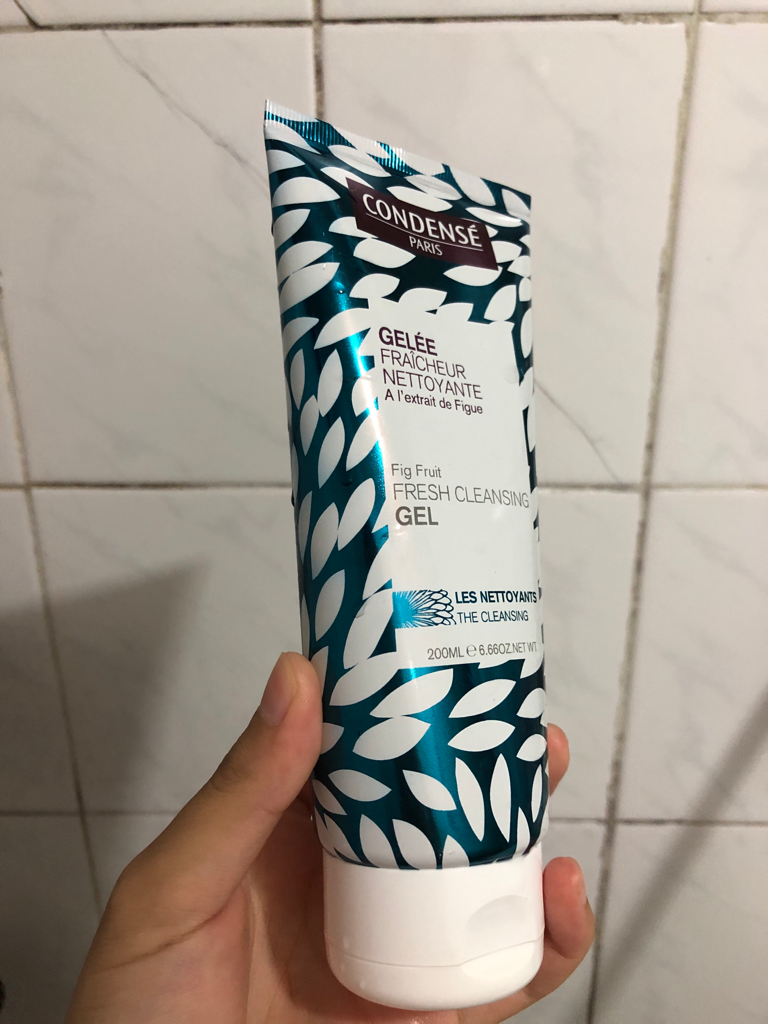 CONDENSÉ
PARIS
GELÉE
FRAÎCHEUR
NETTOYANTE
A l'extrait de Figue
Fig Fruit
FRESH CLEANSING
GEL
LES NETTOYANTS
THE CLEANSING
200ML ℮ 6.66OZ.NET WT.